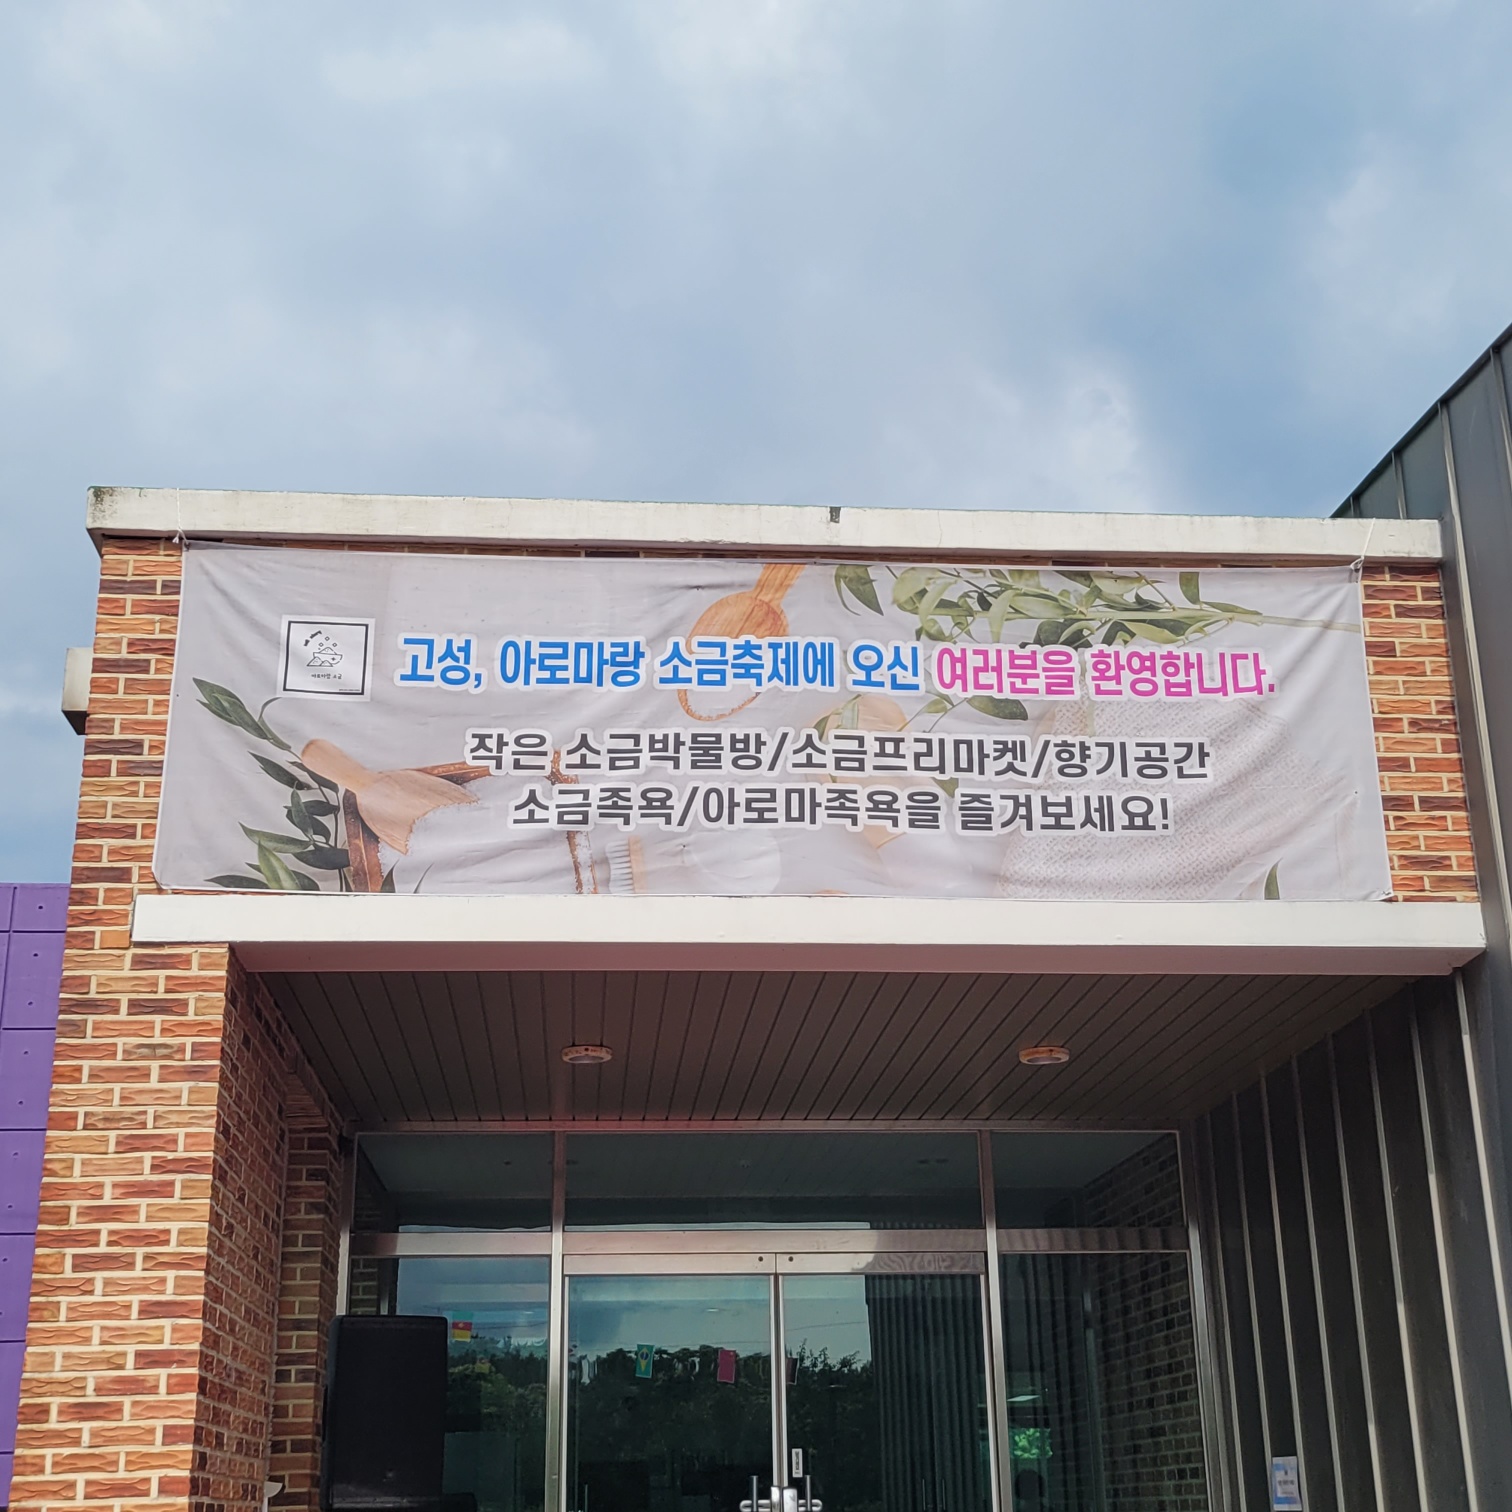 고성, 아로마랑 소금축제에 오신 여러분을 환영합니다.
작은 소금박물방/소금프리마켓/향기공간
소금족욕/아로마족욕을 즐겨보세요!